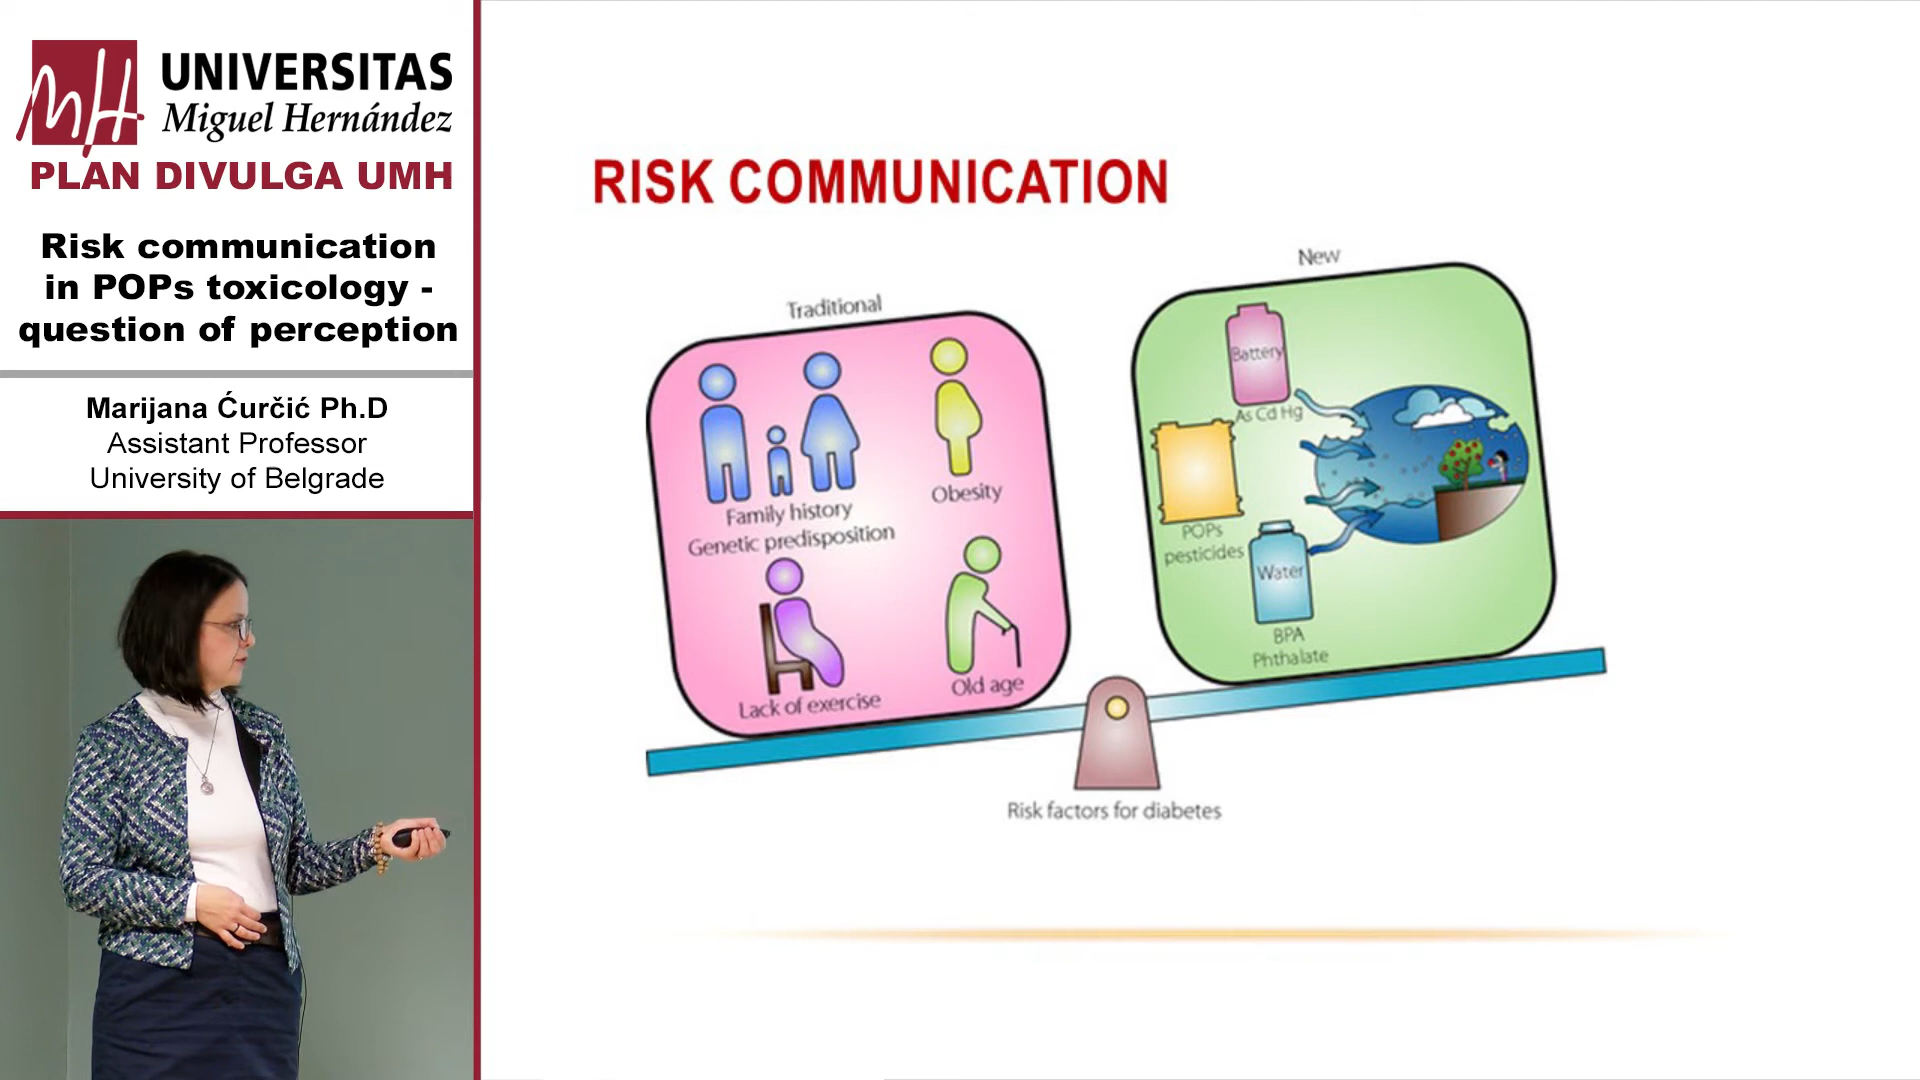 mH
UNIVERSITAS
Miguel Hernández
PLAN DIVULGA UMH
Risk communication
in POPs toxicology -
question of perception
Marijana Ćurčić Ph.D
Assistant Professor
University of Belgrade
RISK COMMUNICATION
Traditional
Family history
Genetic predisposition
Obesity
Lack of exercise
Old age
New
Battery
As Cd Hg
POPs
pesticides
Water
BPA
Phthalate
Risk factors for diabetes